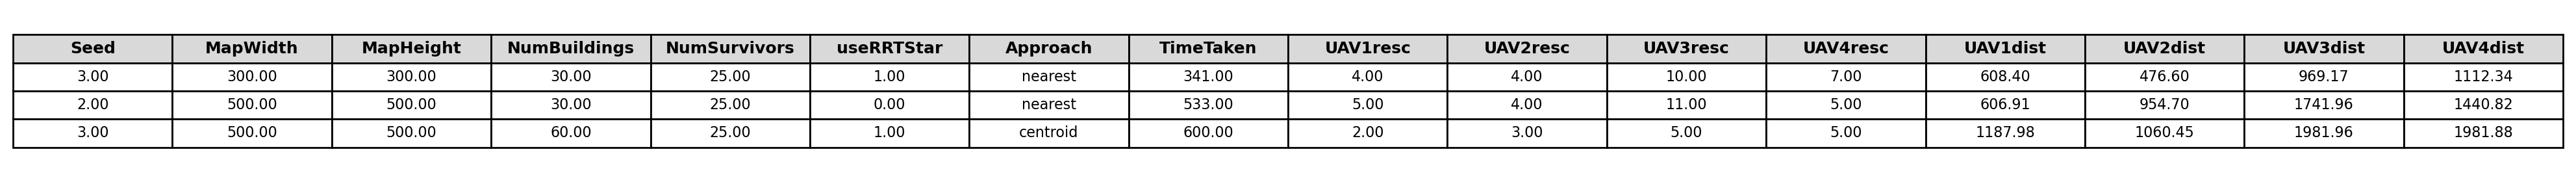 Seed MapWidth MapHeight NumBuildings NumSurvivors useRRTStar Approach TimeTaken UAV1resc UAV2resc UAV3resc UAV4resc UAV1dist UAV2dist UAV3dist UAV4dist
3.00 300.00 300.00 30.00 25.00 1.00 nearest 341.00 4.00 4.00 10.00 7.00 608.40 476.60 969.17 1112.34
2.00 500.00 500.00 30.00 25.00 0.00 nearest 533.00 5.00 4.00 11.00 5.00 606.91 954.70 1741.96 1440.82
3.00 500.00 500.00 60.00 25.00 1.00 centroid 600.00 2.00 3.00 5.00 5.00 1187.98 1060.45 1981.96 1981.88